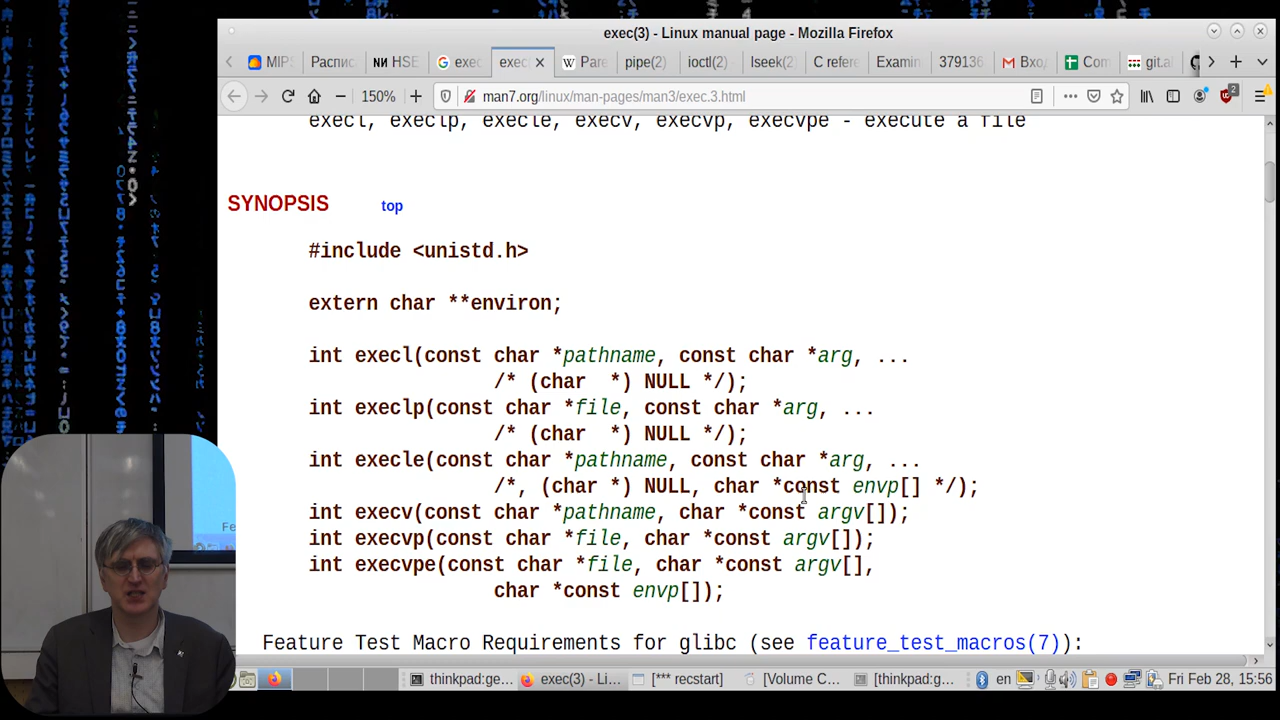 exec(3) - Linux manual page - Mozilla Firefox
MIPS
Распис
ΝИ HSE
exec
exec
Pare
pipe(2)
ioctl(2)
lseek(2
C refere
Examin
379136
Вход
Com
git.al
150%
man7.org/linux/man-pages/man3/exec.3.html
execl, execlp, execle, execv, execvp, execvpe - execute a file
SYNOPSIS top
#include <unistd.h>
extern char **environ;
int execl(const char *pathname, const char *arg, ...
/* (char  *) NULL */);
int execlp(const char *file, const char *arg, ...
/* (char  *) NULL */);
int execle(const char *pathname, const char *arg, ...
/*, (char *) NULL, char *const envp[] */);
int execv(const char *pathname, char *const argv[]);
int execvp(const char *file, char *const argv[]);
int execvpe(const char *file, char *const argv[],
char *const envp[]);
Feature Test Macro Requirements for glibc (see feature_test_macros(7)):
thinkpad:ge...
exec(3) - Li...
[*** recstart]
[Volume C...
[thinkpad:g...
en
Fri Feb 28, 15:56